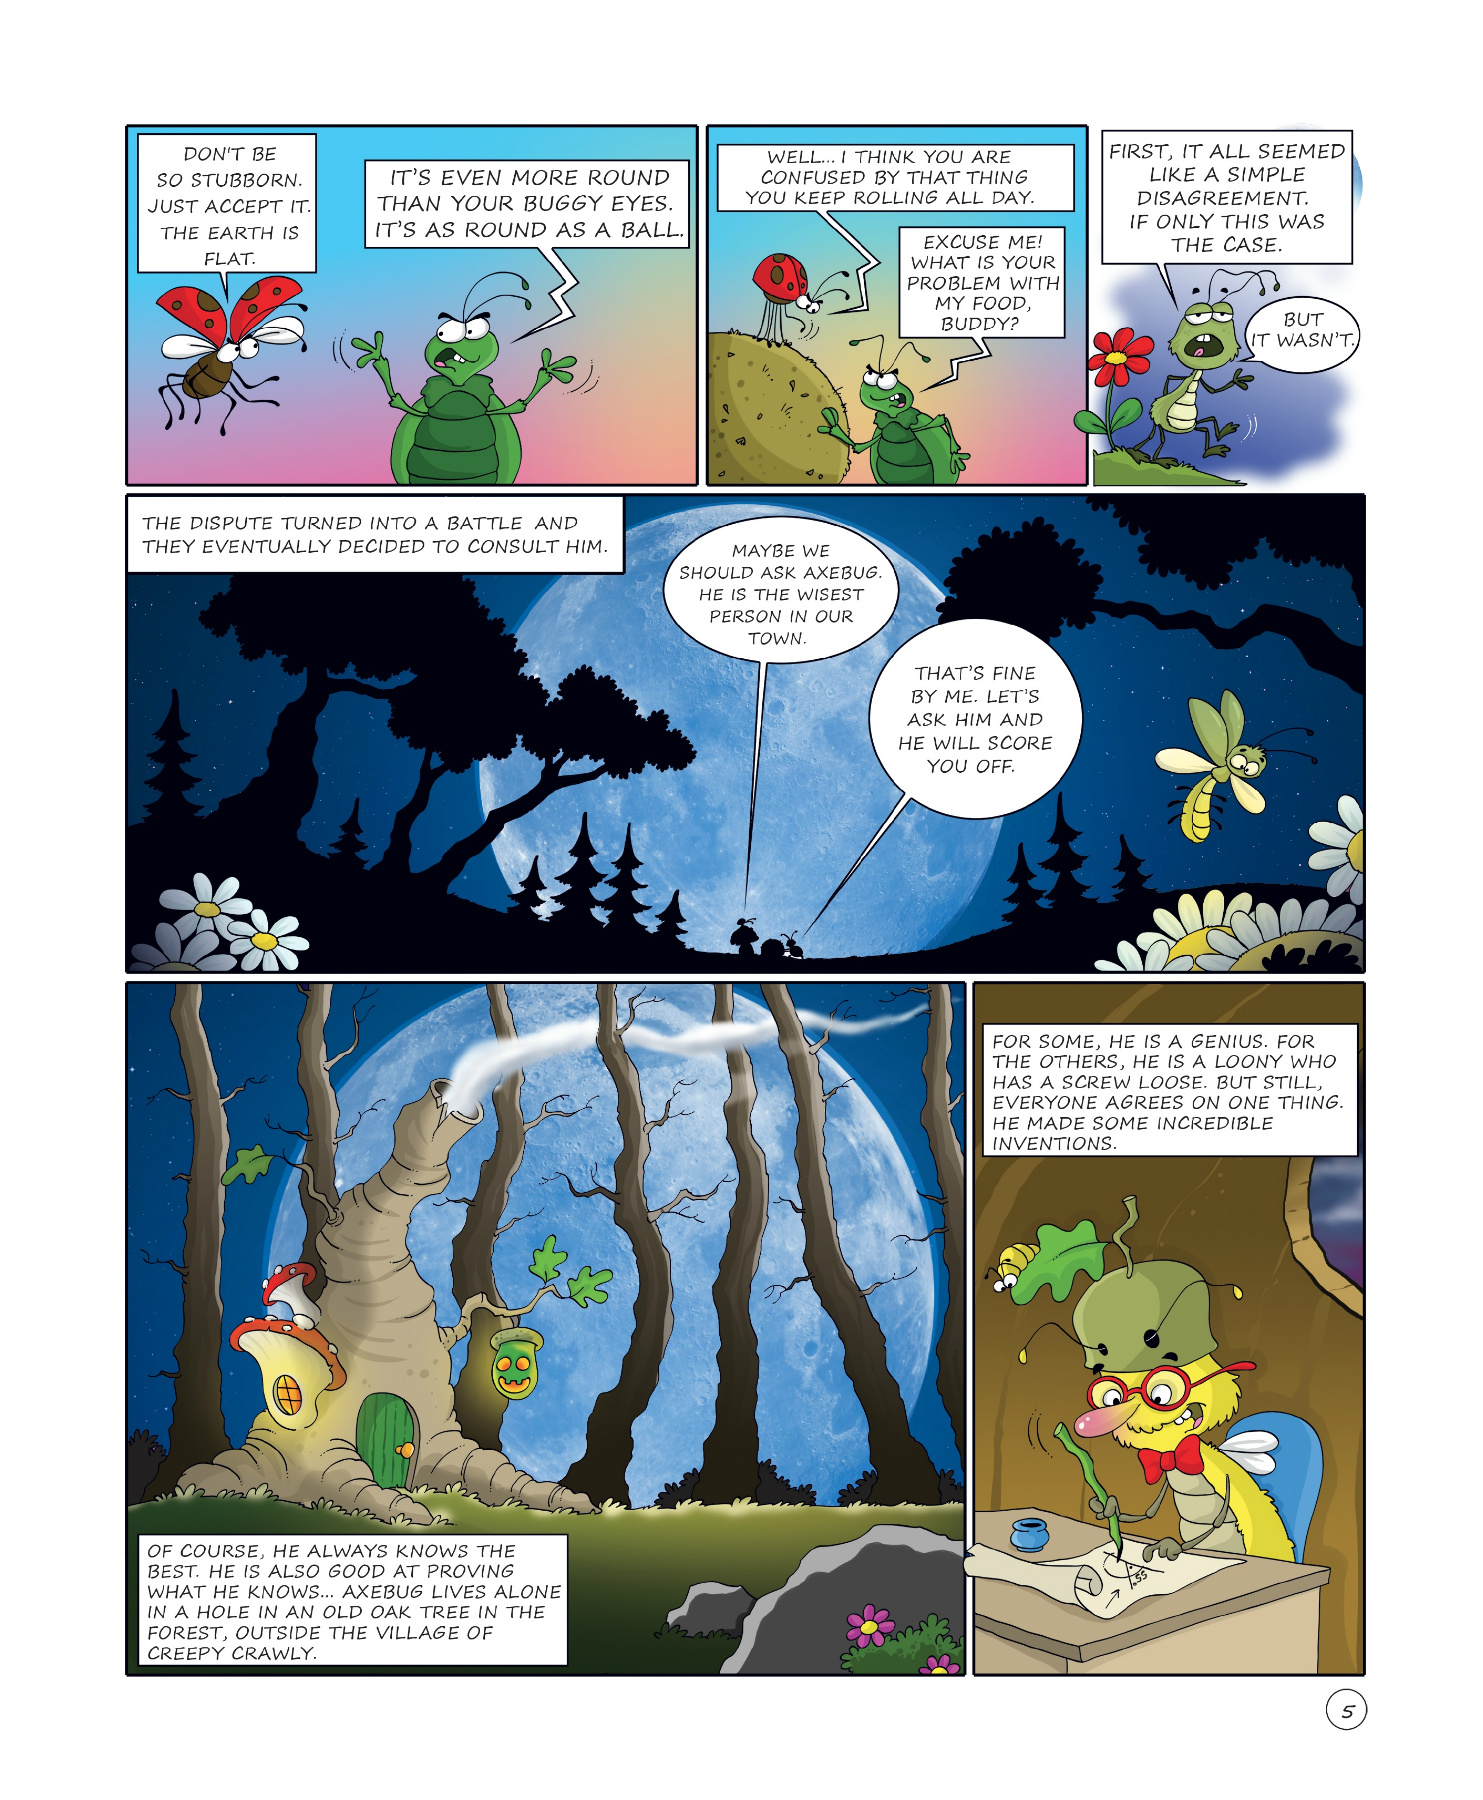 DON'T BE
SO STUBBORN.
JUST ACCEPT IT.
THE EARTH IS
FLAT.
IT'S EVEN MORE ROUND
THAN YOUR BUGGY EYES.
IT'S AS ROUND AS A BALL.
WELL... I THINK YOU ARE
CONFUSED BY THAT THING
YOU KEEP ROLLING ALL DAY.
EXCUSE ME!
WHAT IS YOUR
PROBLEM WITH
MY FOOD,
BUDDY?
FIRST, IT ALL SEEMED
LIKE A SIMPLE
DISAGREEMENT.
IF ONLY THIS WAS
THE CASE.
BUT
IT WASN'T.
THE DISPUTE TURNED INTO A BATTLE AND
THEY EVENTUALLY DECIDED TO CONSULT HIM.
MAYBE WE
SHOULD ASK AXEBUG.
HE IS THE WISEST
PERSON IN OUR
TOWN.
THAT'S FINE
BY ME. LET'S
ASK HIM AND
HE WILL SCORE
YOU OFF.
OF COURSE, HE ALWAYS KNOWS THE
BEST. HE IS ALSO GOOD AT PROVING
WHAT HE KNOWS... AXEBUG LIVES ALONE
IN A HOLE IN AN OLD OAK TREE IN THE
FOREST, OUTSIDE THE VILLAGE OF
CREEPY CRAWLY.
FOR SOME, HE IS A GENIUS. FOR
THE OTHERS, HE IS A LOONY WHO
HAS A SCREW LOOSE. BUT STILL,
EVERYONE AGREES ON ONE THING.
HE MADE SOME INCREDIBLE
INVENTIONS.
5